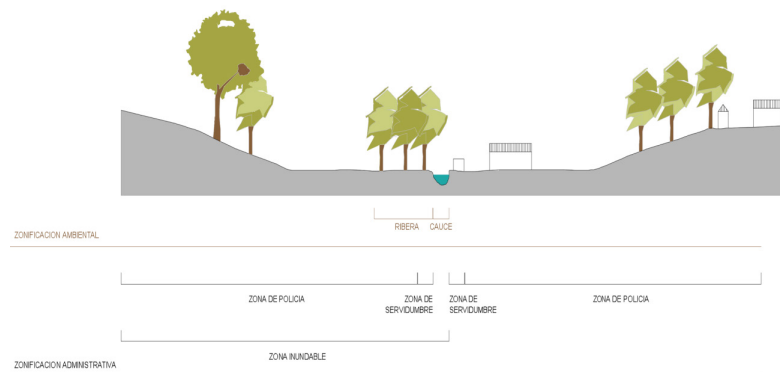 RIBERA CAUCE
ZONIFICACION AMBIENTAL
ZONA DE POLICIA
ZONA DE
SERVIDUMBRE
ZONA DE
SERVIDUMBRE
ZONA DE POLICIA
ZONA INUNDABLE
ZONIFICACION ADMINISTRATIVA